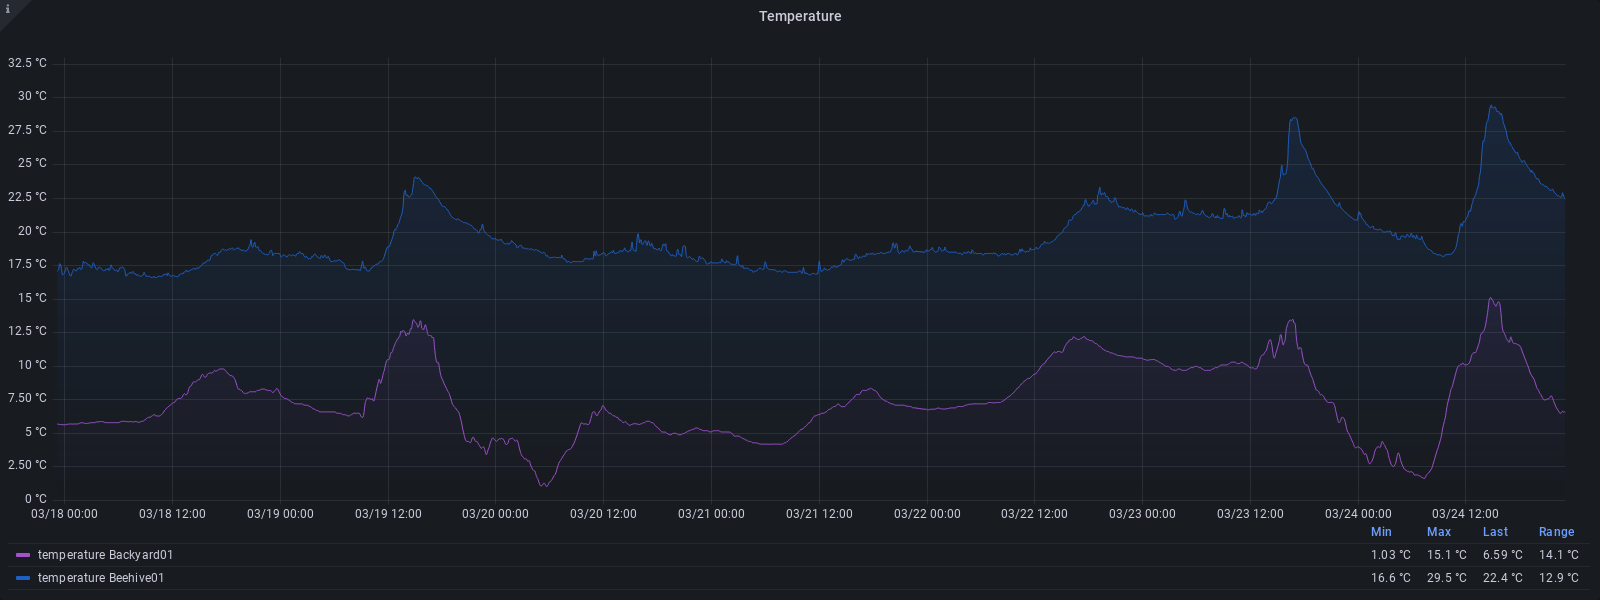 i
Temperature
32.5 °C
30 °C
27.5 °C
25 °C
22.5 °C
20 °C
17.5 °C
15 °C
12.5 °C
10 °C
7.50 °C
5 °C
2.50 °C
0 °C
03/18 00:00 03/18 12:00 03/19 00:00 03/19 12:00 03/20 00:00 03/20 12:00 03/21 00:00 03/21 12:00 03/22 00:00 03/22 12:00 03/23 00:00 03/23 12:00 03/24 00:00 03/24 12:00
Min Max Last Range
temperature Backyard01 1.03 °C 15.1 °C 6.59 °C 14.1 °C
temperature Beehive01 16.6 °C 29.5 °C 22.4 °C 12.9 °C